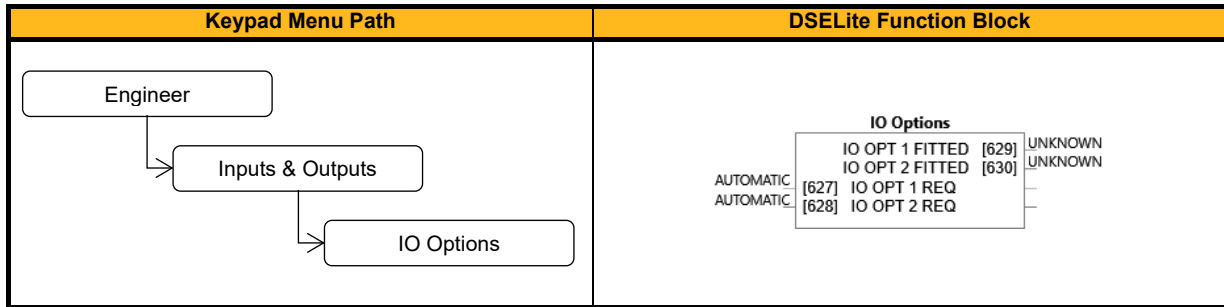 Keypad Menu Path
DSELite Function Block
Engineer
Inputs & Outputs
IO Options
IO Options
IO OPT 1 FITTED [629] UNKNOWN
IO OPT 2 FITTED [630] UNKNOWN
AUTOMATIC [627] IO OPT 1 REQ
AUTOMATIC [628] IO OPT 2 REQ